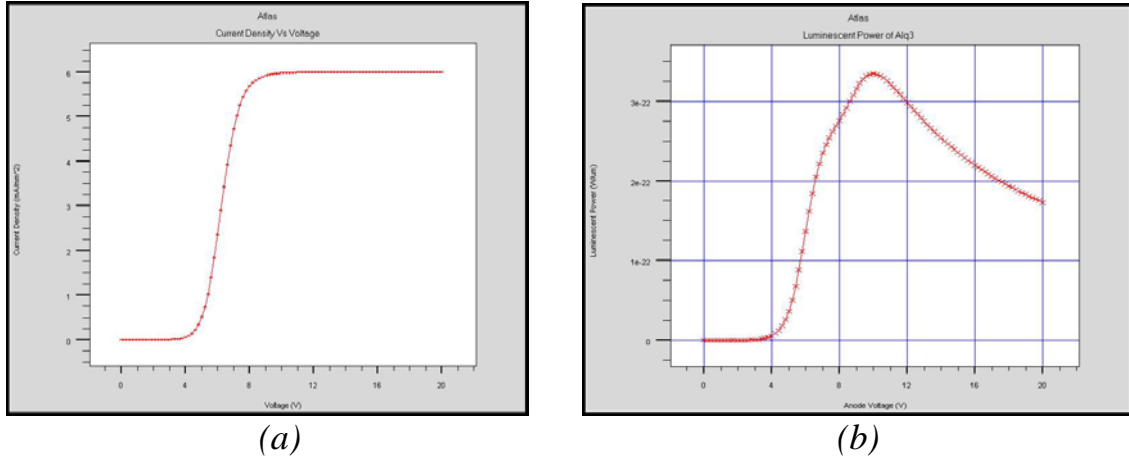 Atlas
Current Density Vs Voltage
Current Density (mA/mm^2)
6
5
4
3
2
1
0
0 4 8 12 16 20
Voltage (V)
(a)
Atlas
Luminescent Power of Alq3
Luminescent Power (W/um)
3e-22
2e-22
1e-22
0
0 4 8 12 16 20
Anode Voltage (V)
(b)